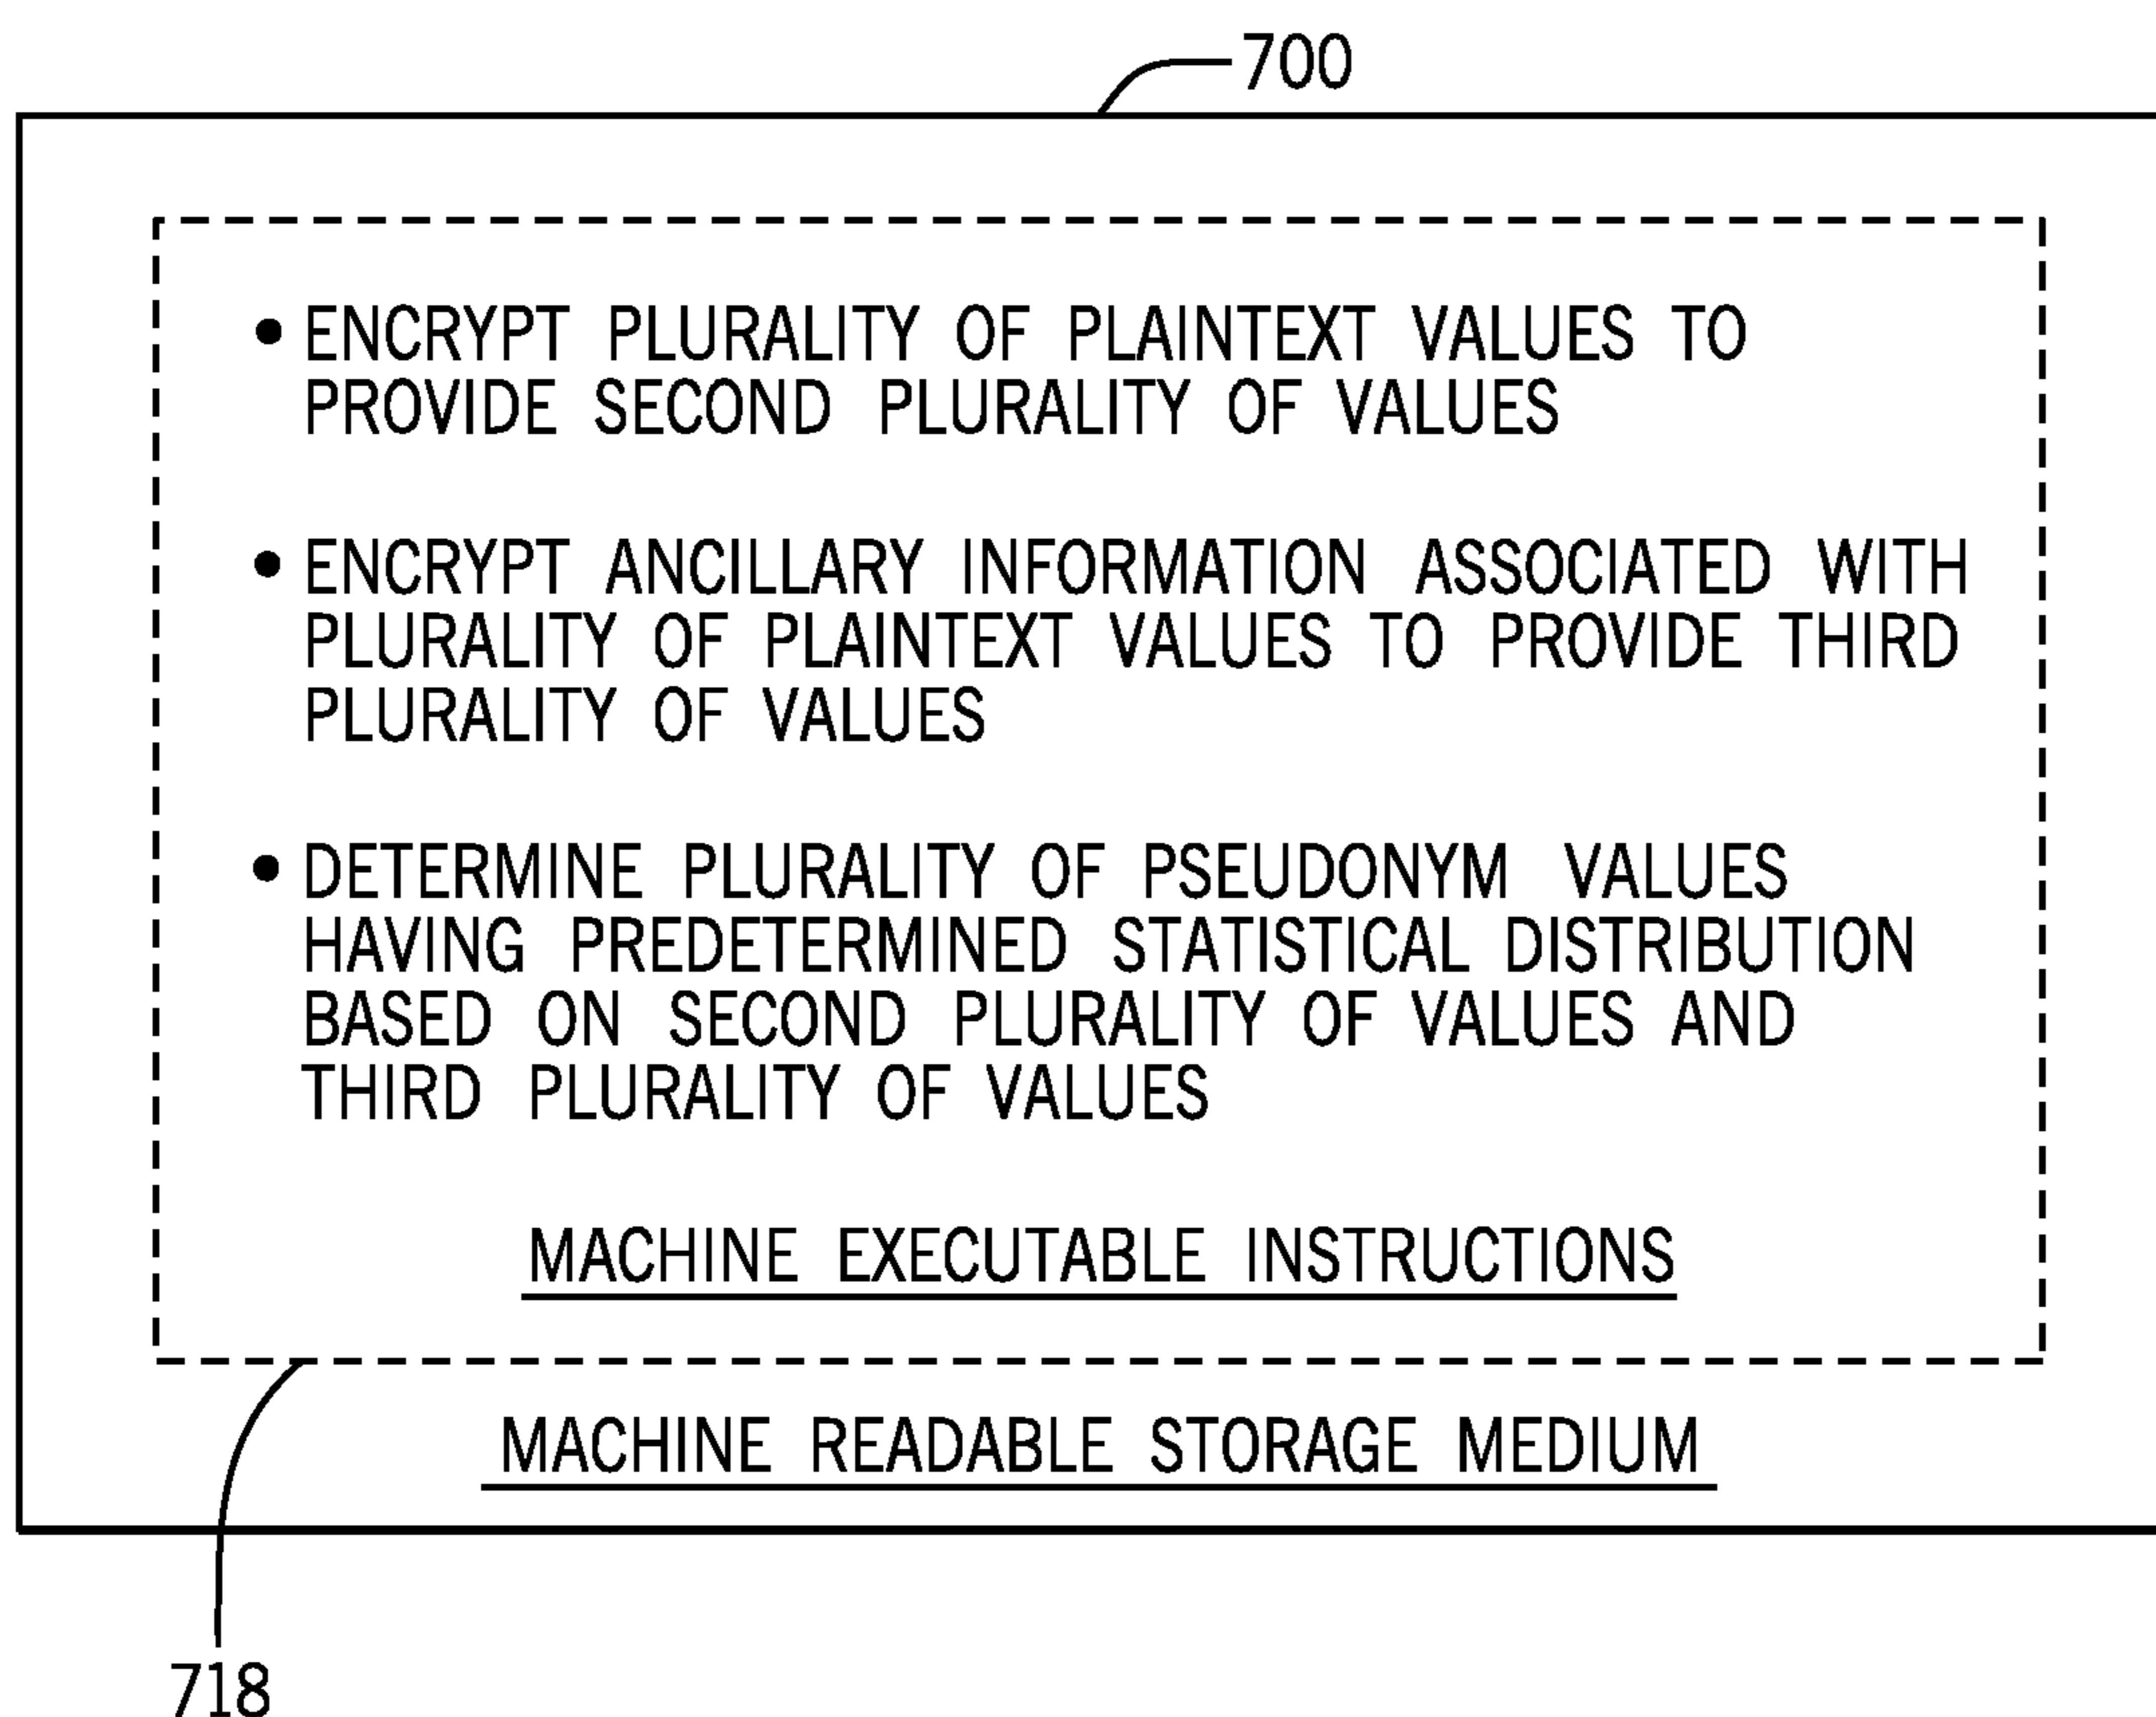 700
• ENCRYPT PLURALITY OF PLAINTEXT VALUES TO
PROVIDE SECOND PLURALITY OF VALUES
• ENCRYPT ANCILLARY INFORMATION ASSOCIATED WITH
PLURALITY OF PLAINTEXT VALUES TO PROVIDE THIRD
PLURALITY OF VALUES
• DETERMINE PLURALITY OF PSEUDONYM VALUES
HAVING PREDETERMINED STATISTICAL DISTRIBUTION
BASED ON SECOND PLURALITY OF VALUES AND
THIRD PLURALITY OF VALUES
MACHINE EXECUTABLE INSTRUCTIONS
MACHINE READABLE STORAGE MEDIUM
718